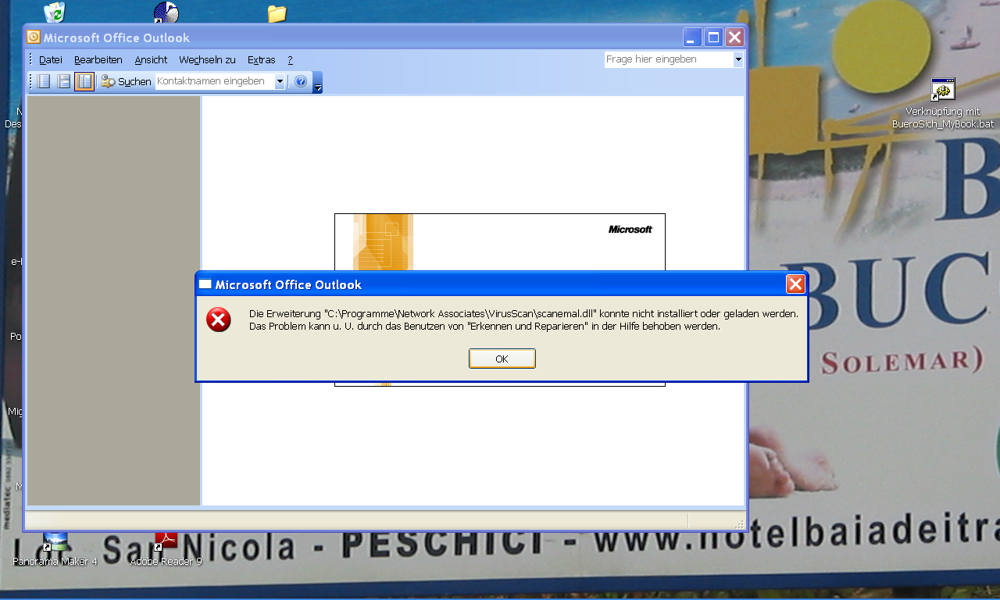 Microsoft Office Outlook
Datei Bearbeiten Ansicht Wechseln zu Extras ?
Frage hier eingeben
Suchen Kontaktnamen eingeben
Verknüpfung mit
BueroSich_MyBook.bat
N
Des
B
Microsoft
e-
BUC
Microsoft Office Outlook
Die Erweiterung "C:\Programme\Network Associates\VirusScan\scanemal.dll" konnte nicht installiert oder geladen werden.
Das Problem kann u. U. durch das Benutzen von "Erkennen und Reparieren" in der Hilfe behoben werden.
OK
Po
SOLEMAR)
Mig
M
mediatec
San Nicola - PESCHICI - www.hotelbaiadeitra
Panorama Maker 4
Adobe Reader 9